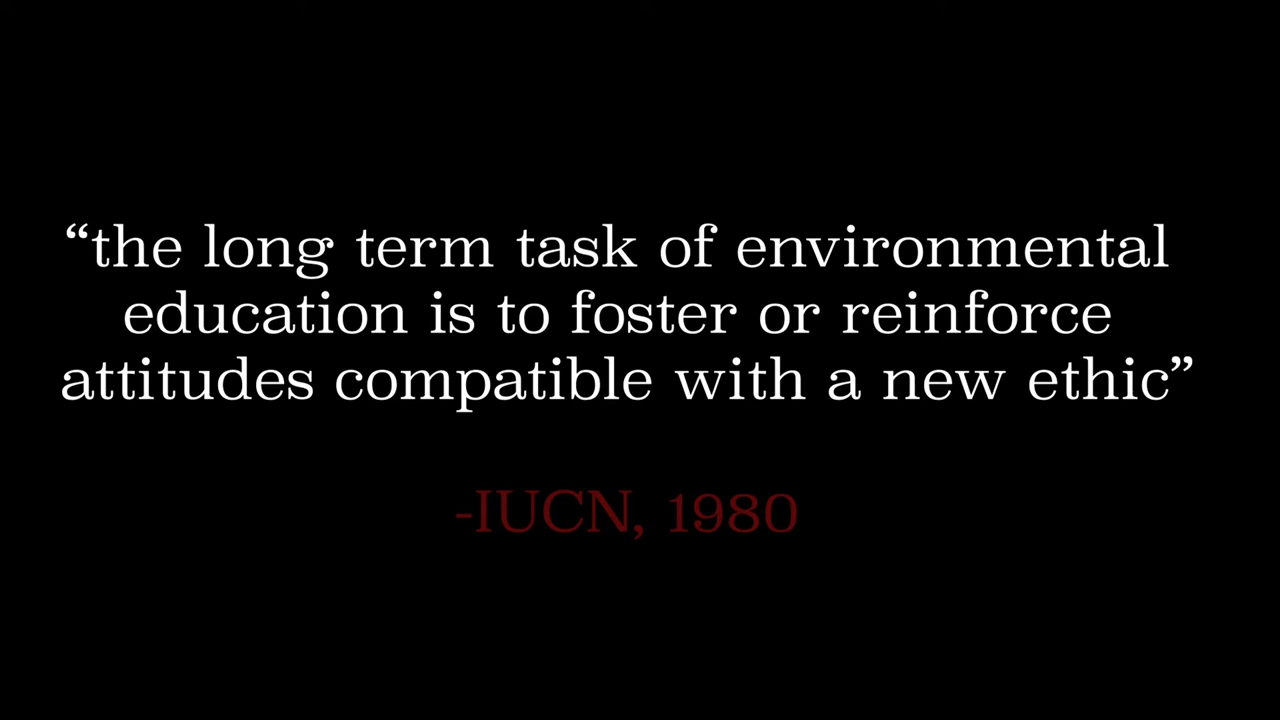 “the long term task of environmental
education is to foster or reinforce
attitudes compatible with a new ethic”
-IUCN, 1980